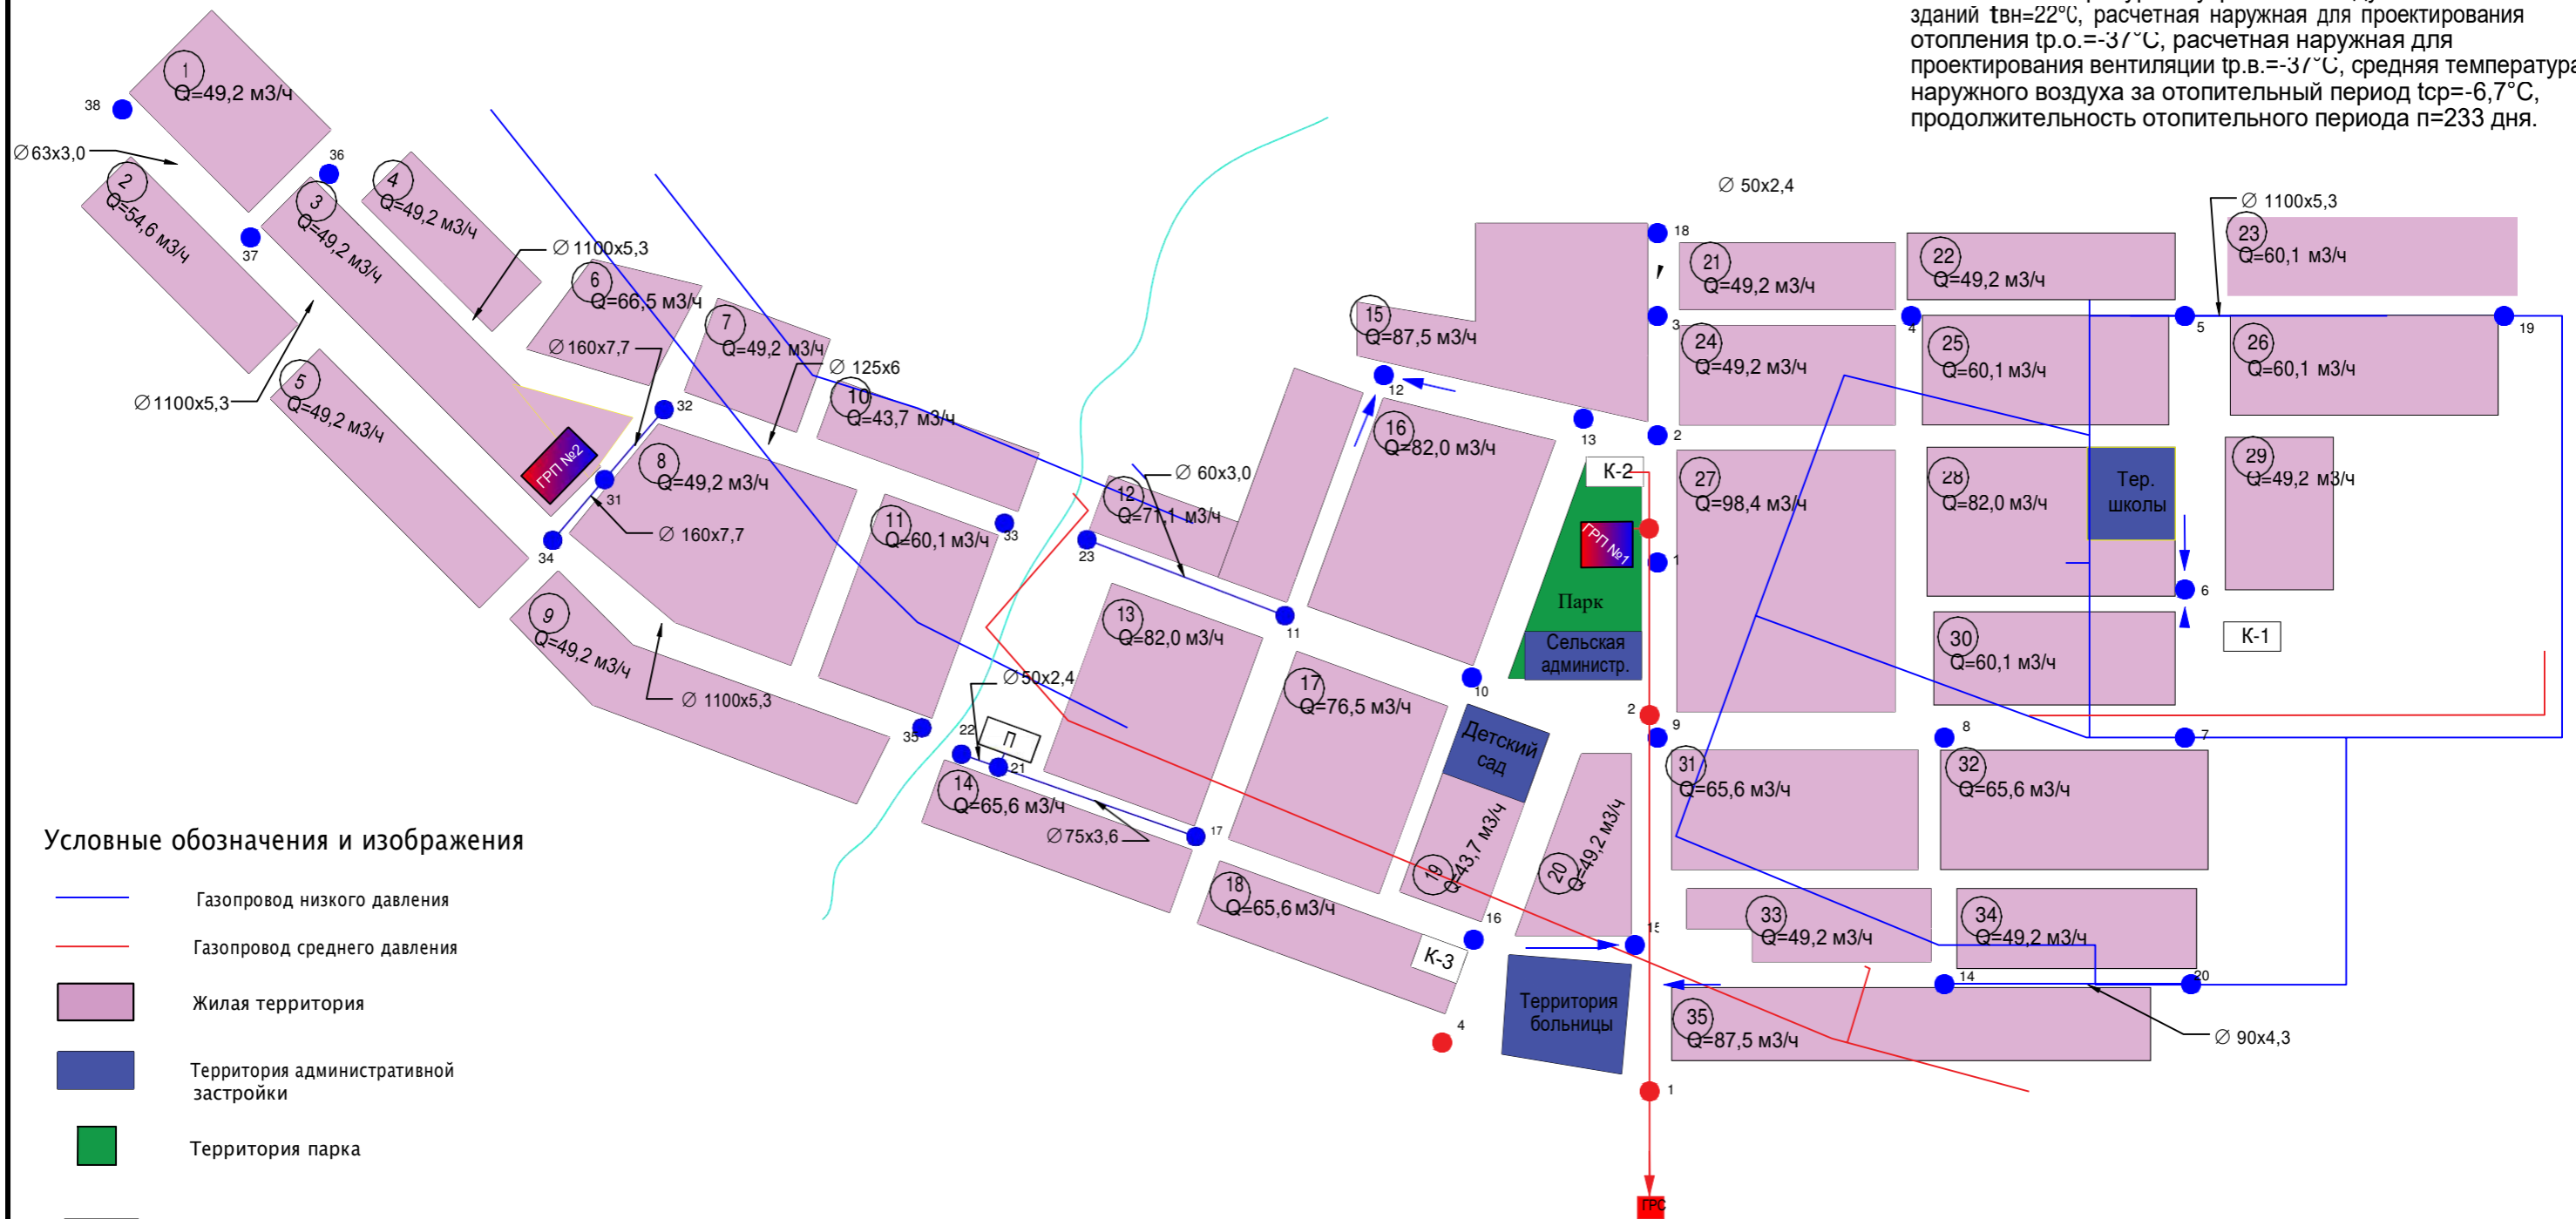 зданий tвн=22°С, расчетная наружная для проектирования
отопления tр.о.=-37°С, расчетная наружная для
проектирования вентиляции tр.в.=-37°С, средняя температура
наружного воздуха за отопительный период tср=-6,7°С,
продолжительность отопительного периода п=233 дня.
1
Q=49,2 м3/ч
38
Ø63х3,0
36
2
Q=54,6 м3/ч
3
Q=49,2 м3/ч
4
Q=49,2 м3/ч
37
Ø1100х5,3
6
Q=66,5 м3/ч
7
Q=49,2 м3/ч
Ø160х7,7
Ø 125х6
5
Q=49,2 м3/ч
Ø1100х5,3
32
10
Q=43,7 м3/ч
ГРП №2
31
8
Q=49,2 м3/ч
Ø 160х7,7
34
11
Q=60,1 м3/ч
33
9
Q=49,2 м3/ч
Ø 1100х5,3
35
12
Q=71,1 м3/ч
Ø 60х3,0
23
11
13
Q=82,0 м3/ч
Ø50х2,4
22
П
21
14
Q=65,6 м3/ч
Ø75х3,6
17
15
Q=87,5 м3/ч
12
16
Q=82,0 м3/ч
13
10
17
Q=76,5 м3/ч
18
Q=65,6 м3/ч
Детский
сад
19
Q=43,7 м3/ч
20
Q=49,2 м3/ч
16
К-3
4
15
Территория
больницы
К-2
ГРП №1
Парк
Сельская
администр.
Ø 50х2,4
18
3
2
1
2
9
1
ГРС
21
Q=49,2 м3/ч
22
Q=49,2 м3/ч
Ø 1100х5,3
23
Q=60,1 м3/ч
4
5
19
24
Q=49,2 м3/ч
25
Q=60,1 м3/ч
26
Q=60,1 м3/ч
27
Q=98,4 м3/ч
28
Q=82,0 м3/ч
Тер.
школы
29
Q=49,2 м3/ч
6
К-1
30
Q=60,1 м3/ч
8
7
31
Q=65,6 м3/ч
32
Q=65,6 м3/ч
33
Q=49,2 м3/ч
34
Q=49,2 м3/ч
14
20
35
Q=87,5 м3/ч
Ø 90х4,3
Условные обозначения и изображения
Газопровод низкого давления
Газопровод среднего давления
Жилая территория
Территория административной
застройки
Территория парка